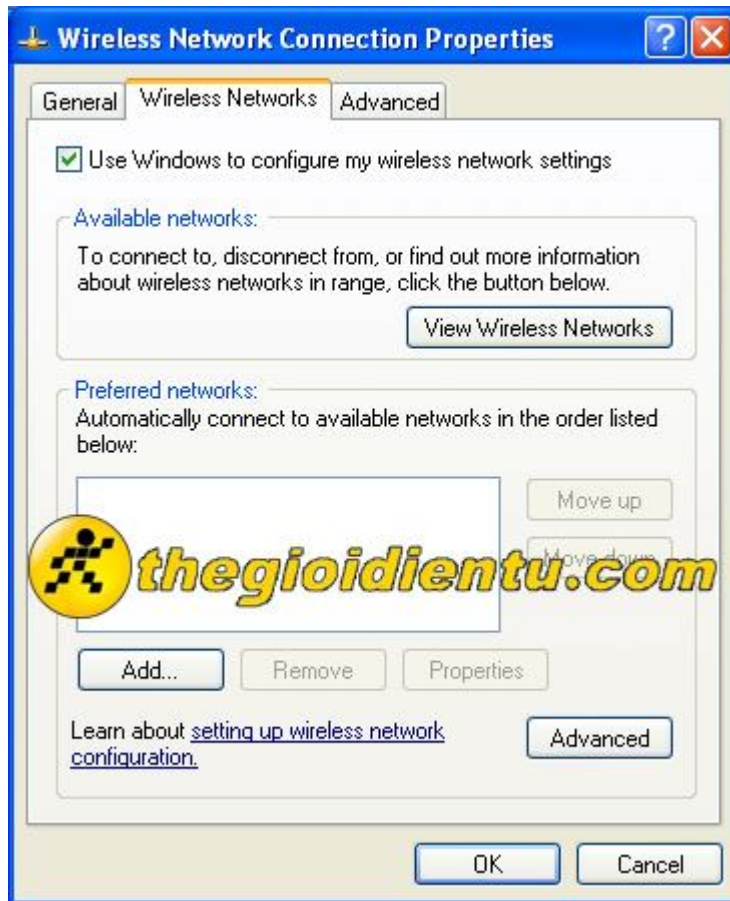 Wireless Network Connection Properties
General Wireless Networks Advanced
Use Windows to configure my wireless network settings
Available networks:
To connect to, disconnect from, or find out more information
about wireless networks in range, click the button below.
View Wireless Networks
Preferred networks:
Automatically connect to available networks in the order listed
below:
Move up
Move down
thegioidientu.com
Add... Remove Properties
Learn about setting up wireless network
configuration.
Advanced
OK Cancel